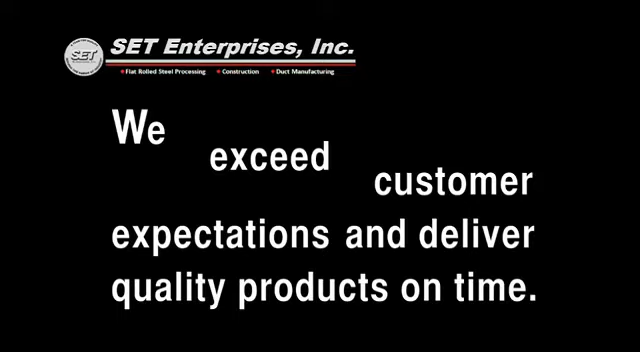 SET
SET Enterprises, Inc.
Flat Rolled Steel Processing Construction Duct Manufacturing
We
exceed
customer
expectations and deliver
quality products on time.